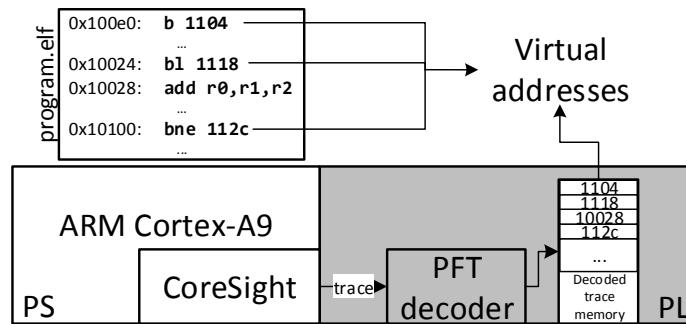 program.elf
0x100e0: b 1104
...
0x10024: bl 1118
0x10028: add r0,r1,r2
...
0x10100: bne 112c
...
Virtual
addresses
ARM Cortex-A9
CoreSight
PS
trace
PFT
decoder
1104
1118
10028
112c
...
Decoded
trace
memory
PL